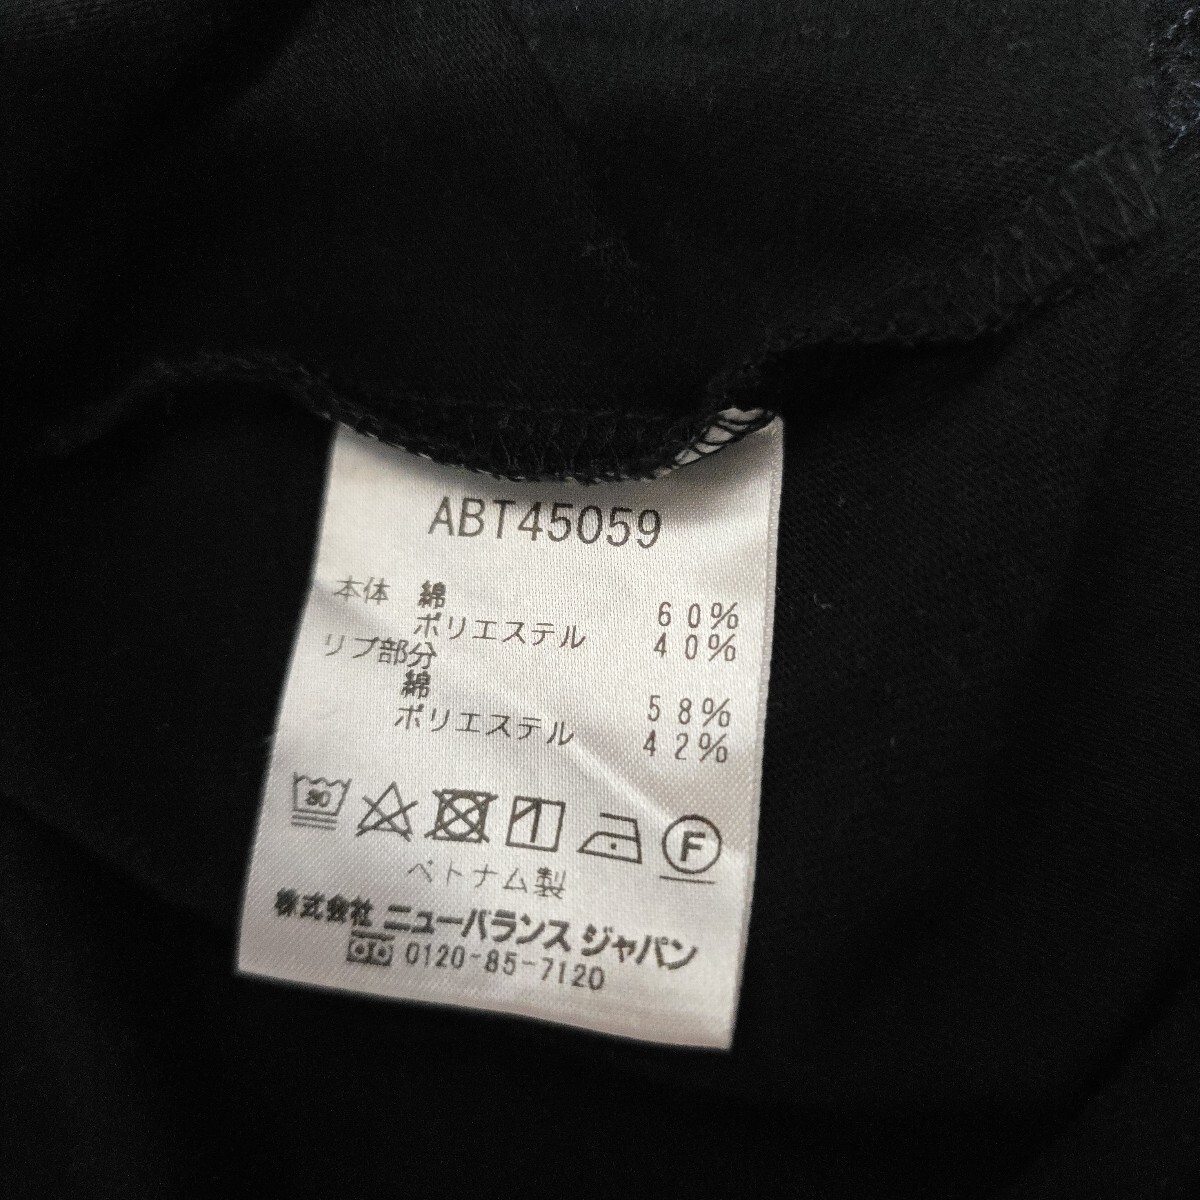 ABT45059
本体 綿 60%
ポリエステル 40%
リブ部分
綿 58%
ポリエステル 42%
30
F
ベトナム製
株式会社 ニューバランス ジャパン
0120-85-7120